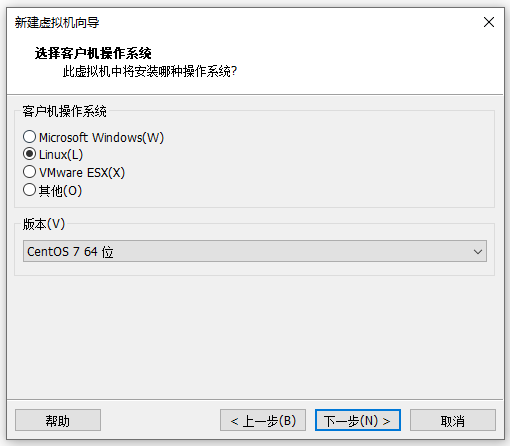 新建虚拟机向导
选择客户机操作系统
此虚拟机中将安装哪种操作系统?
客户机操作系统
Microsoft Windows(W)
Linux(L)
VMware ESX(X)
其他(O)
版本(V)
CentOS 7 64 位
帮助
< 上一步(B)
下一步(N) >
取消